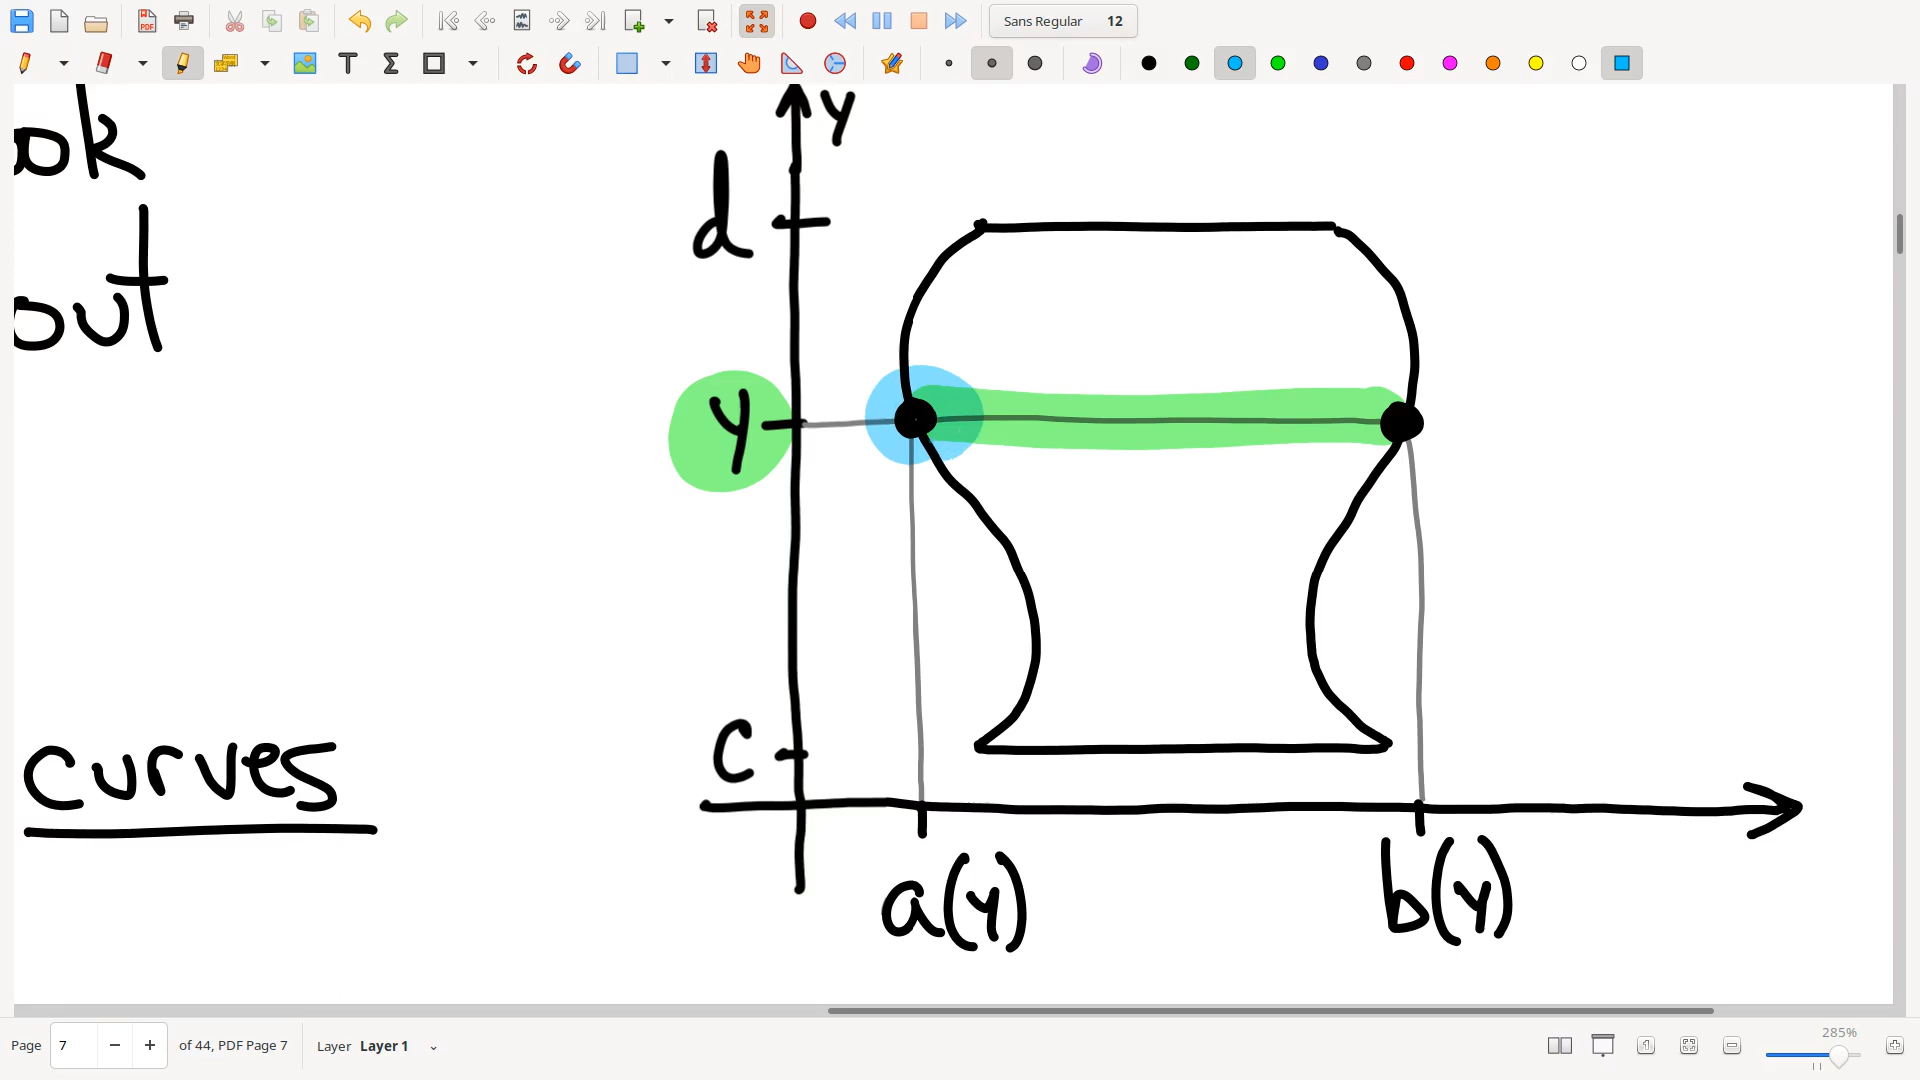 Sans Regular 12
ok
y
d
out
y
c
curves
a(y) b(y)
Page 7 of 44, PDF Page 7 Layer Layer 1
285%